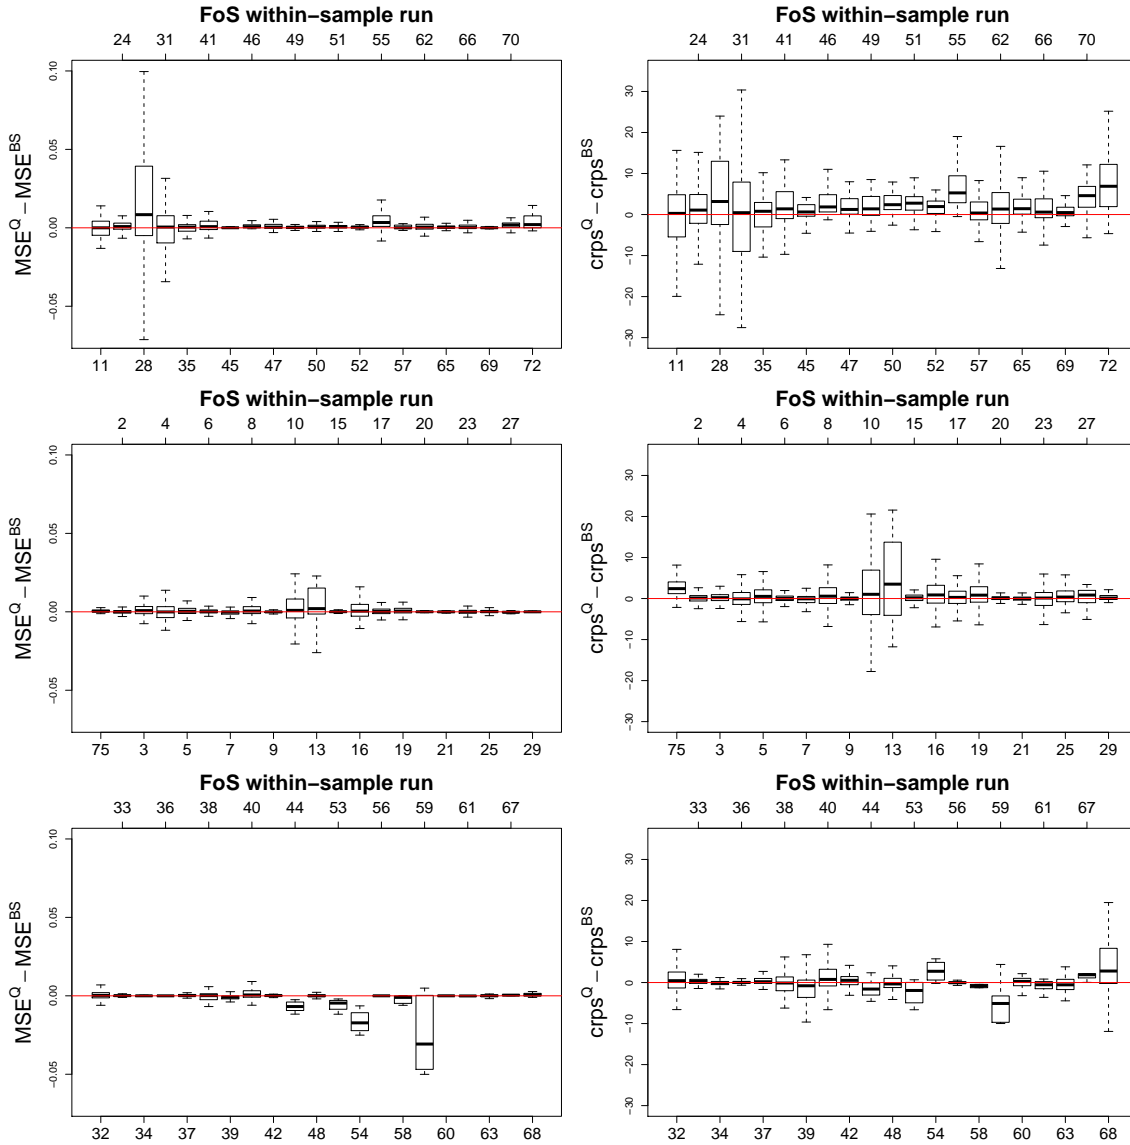 FoS within−sample run
24 31 41 46 49 51 55 62 66 70
MSE^Q − MSE^BS
0.10
0.05
0.00
−0.05
11 28 35 45 47 50 52 57 65 69 72
FoS within−sample run
24 31 41 46 49 51 55 62 66 70
crps^Q − crps^BS
30
20
10
0
−10
−20
−30
11 28 35 45 47 50 52 57 65 69 72
FoS within−sample run
2 4 6 8 10 15 17 20 23 27
MSE^Q − MSE^BS
0.10
0.05
0.00
−0.05
75 3 5 7 9 13 16 19 21 25 29
FoS within−sample run
2 4 6 8 10 15 17 20 23 27
crps^Q − crps^BS
30
20
10
0
−10
−20
−30
75 3 5 7 9 13 16 19 21 25 29
FoS within−sample run
33 36 38 40 44 53 56 59 61 67
MSE^Q − MSE^BS
0.10
0.05
0.00
−0.05
32 34 37 39 42 48 54 58 60 63 68
FoS within−sample run
33 36 38 40 44 53 56 59 61 67
crps^Q − crps^BS
30
20
10
0
−10
−20
−30
32 34 37 39 42 48 54 58 60 63 68